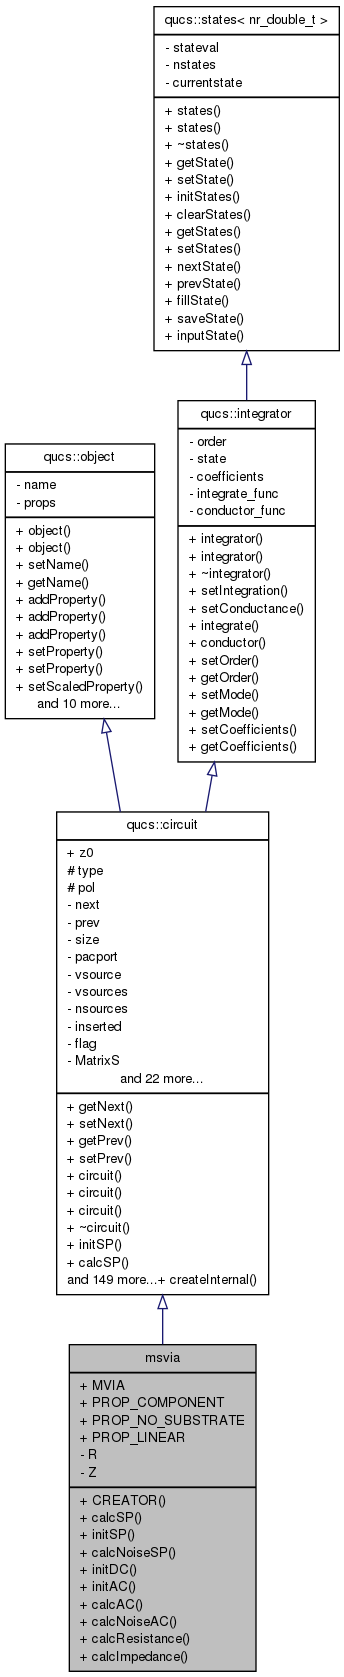 qucs::states< nr_double_t >
- stateval
- nstates
- currentstate
+ states()
+ states()
+ ~states()
+ getState()
+ setState()
+ initStates()
+ clearStates()
+ getStates()
+ setStates()
+ nextState()
+ prevState()
+ fillState()
+ saveState()
+ inputState()
qucs::integrator
- order
- state
- coefficients
- integrate_func
- conductor_func
+ integrator()
+ integrator()
+ ~integrator()
+ setIntegration()
+ setConductance()
+ integrate()
+ conductor()
+ setOrder()
+ getOrder()
+ setMode()
+ getMode()
+ setCoefficients()
+ getCoefficients()
qucs::object
- name
- props
+ object()
+ object()
+ setName()
+ getName()
+ addProperty()
+ addProperty()
+ addProperty()
+ setProperty()
+ setProperty()
+ setScaledProperty()
and 10 more...
qucs::circuit
+ z0
# type
# pol
- next
- prev
- size
- pacport
- vsource
- vsources
- nsources
- inserted
- flag
- MatrixS
and 22 more...
+ getNext()
+ setNext()
+ getPrev()
+ setPrev()
+ circuit()
+ circuit()
+ circuit()
+ ~circuit()
+ initSP()
+ calcSP()
and 149 more...+ createInternal()
msvia
+ MVIA
+ PROP_COMPONENT
+ PROP_NO_SUBSTRATE
+ PROP_LINEAR
- R
- Z
+ CREATOR()
+ calcSP()
+ initSP()
+ calcNoiseSP()
+ initDC()
+ initAC()
+ calcAC()
+ calcNoiseAC()
+ calcResistance()
+ calcImpedance()